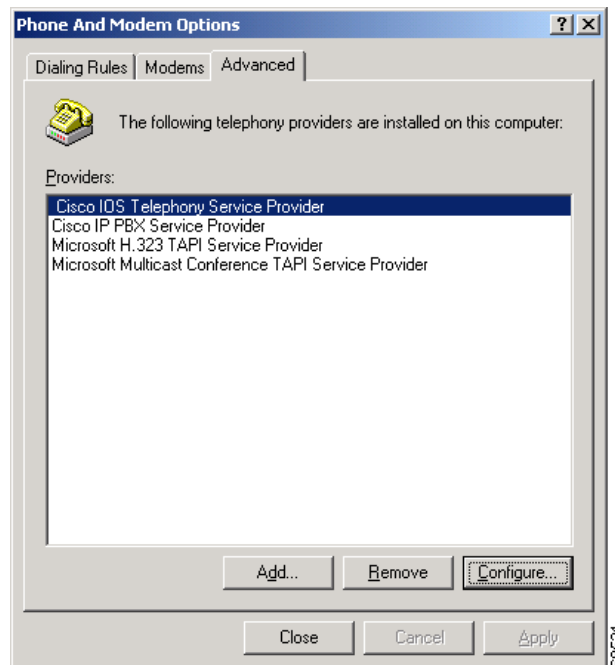 Phone And Modem Options
Dialing Rules Modems Advanced
The following telephony providers are installed on this computer:
Providers:
Cisco IOS Telephony Service Provider
Cisco IP PBX Service Provider
Microsoft H.323 TAPI Service Provider
Microsoft Multicast Conference TAPI Service Provider
Add... Remove Configure...
Close Cancel Apply